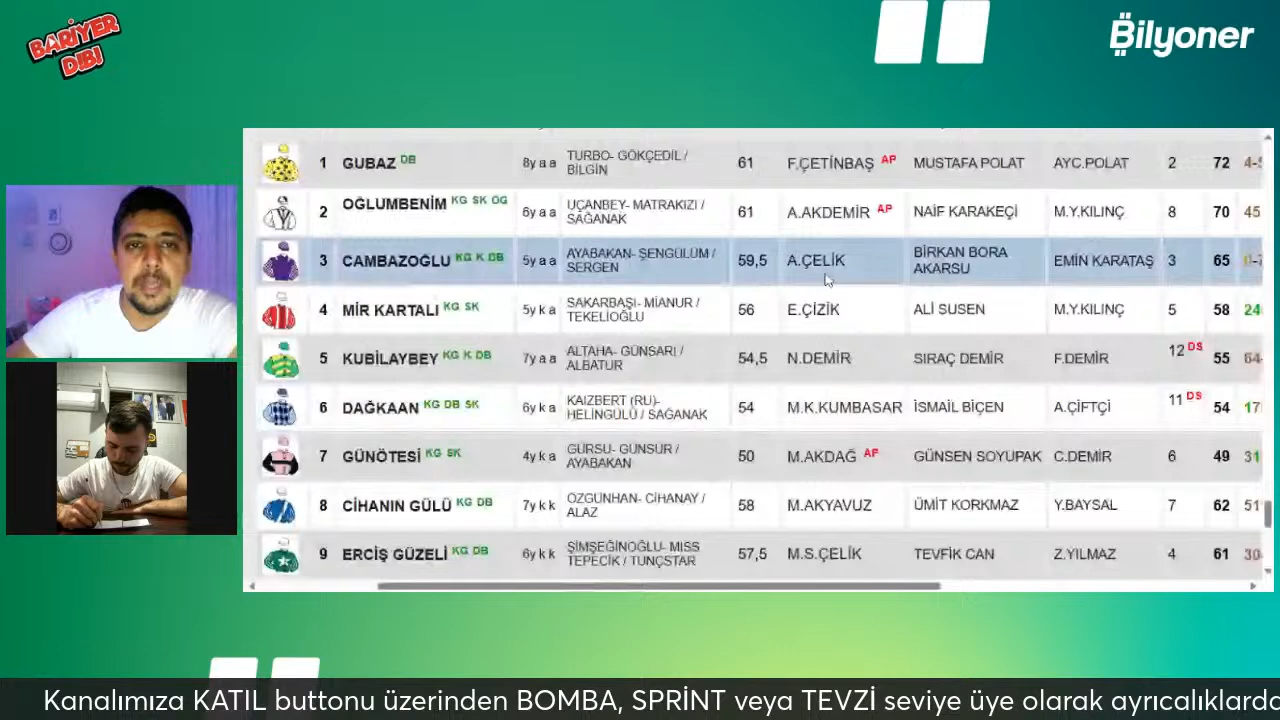 BARİYER
DİBİ
Bilyoner
1 GUBAZ DB 8y a a TURBO- GÖKÇEDİL / BİLGİN 61 F.ÇETİNBAŞ AP MUSTAFA POLAT AYC.POLAT 2 72
2 OĞLUMBENİM KG SK ÖG 6y a a UÇANBEY- MATRAKIZI / SAĞANAK 61 A.AKDEMİR AP NAİF KARAKEÇİ M.Y.KILINÇ 8 70 45
3 CAMBAZOĞLU KG K DB 5y a a AYABAKAN- ŞENGÜLÜM / SERGEN 59,5 A.ÇELİK BİRKAN BORA AKARSU EMİN KARATAŞ 3 65
4 MİR KARTALI KG SK 5y k a SAKARBAŞI- MİANUR / TEKELİOĞLU 56 E.ÇİZİK ALİ SUSEN M.Y.KILINÇ 5 58 24
5 KUBİLAYBEY KG K DB 7y a a ALTAHA- GÜNSARI / ALBATUR 54,5 N.DEMİR SIRAÇ DEMİR F.DEMİR 12 DS 55 64-
6 DAĞKAAN KG DB SK 6y k a KAIZBERT (RU)- HELİNGÜLÜ / SAĞANAK 54 M.K.KUMBASAR İSMAİL BİÇEN A.ÇİFTÇİ 11 DS 54 17
7 GÜNÖTESİ KG SK 4y k a GÜRSU- GÜNSUR / AYABAKAN 50 M.AKDAĞ AP GÜNSEN SOYUPAK C.DEMİR 6 49 31
8 CİHANIN GÜLÜ KG DB 7y k k ÖZGÜNHAN- CİHANAY / ALAZ 58 M.AKYAVUZ ÜMİT KORKMAZ Y.BAYSAL 7 62 51
9 ERCİŞ GÜZELİ KG DB 6y k k ŞİMŞEĞİNOĞLU- MISS TEPECİK / TUNÇSTAR 57,5 M.S.ÇELİK TEVFİK CAN Z.YILMAZ 4 61 30
Kanalımıza KATIL buttonu üzerinden BOMBA, SPRİNT veya TEVZİ seviye üye olarak ayrıcalıklarda